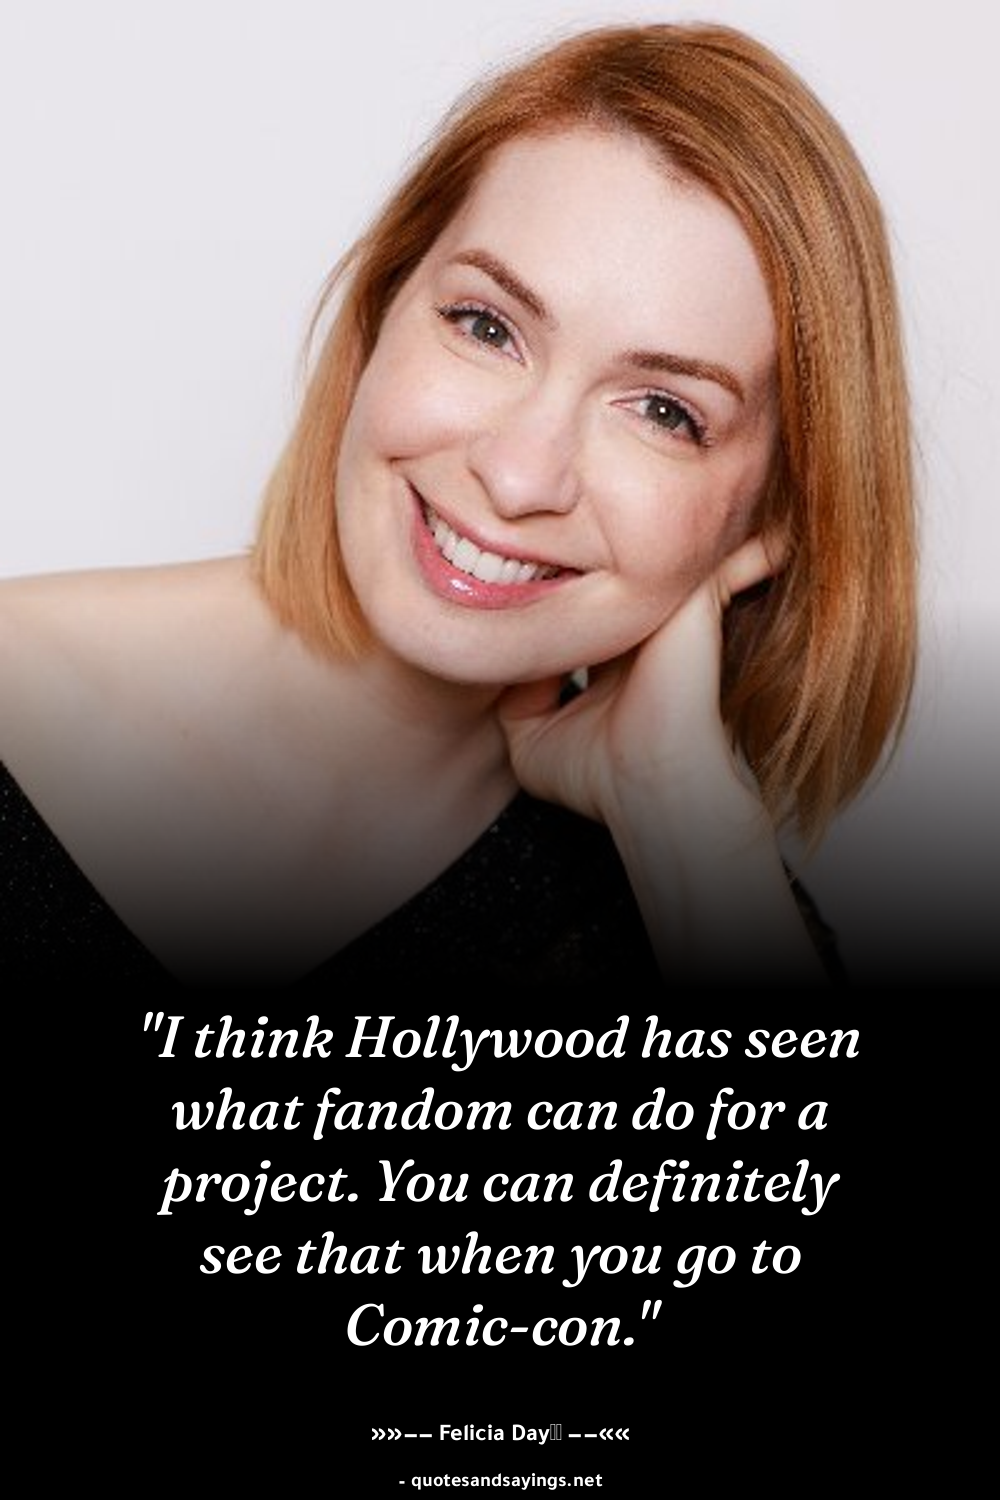 "I think Hollywood has seen
what fandom can do for a
project. You can definitely
see that when you go to
Comic-con."
»»–– Felicia Day ––««
- quotesandsayings.net